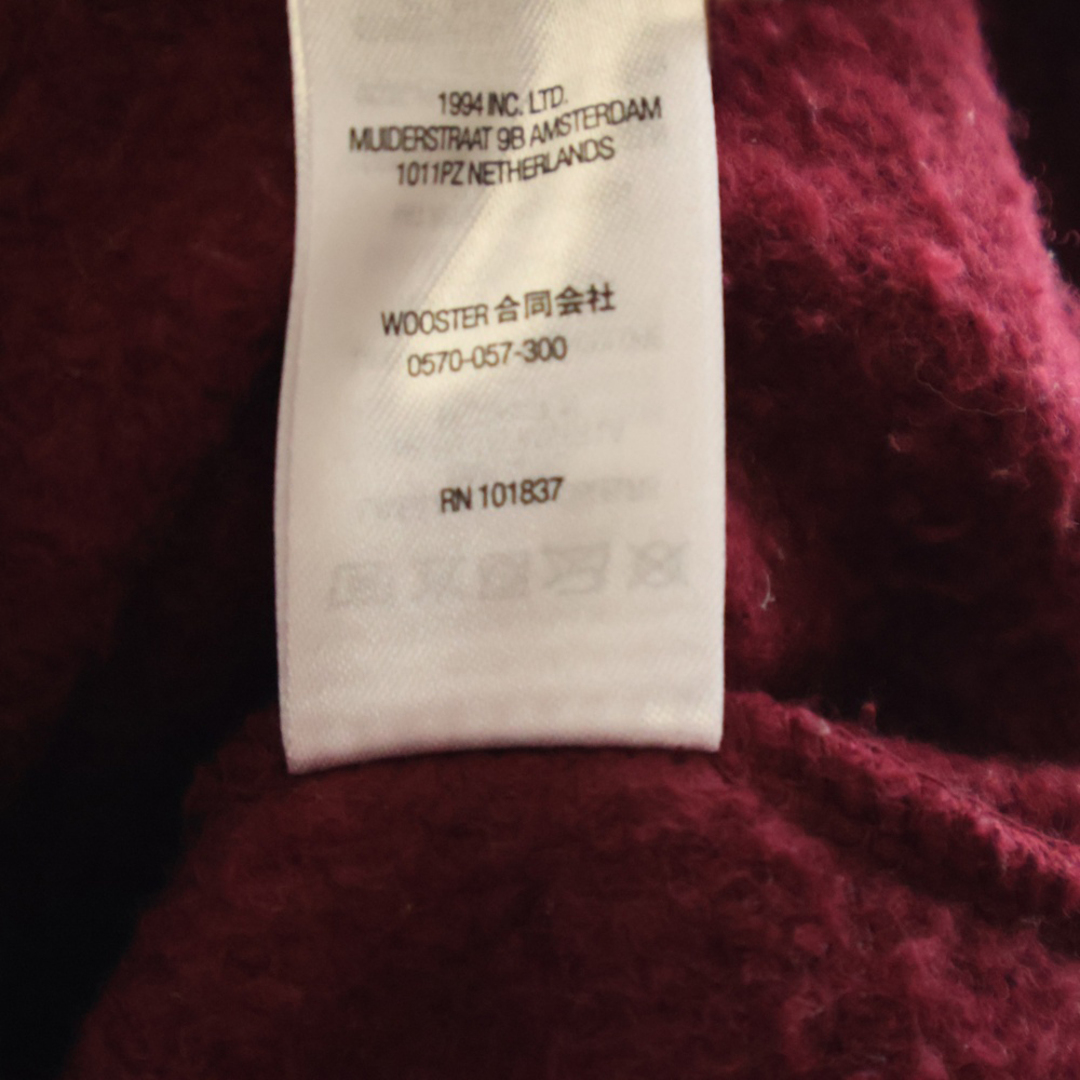 1994 INC. LTD.
MUIDERSTRAAT 9B AMSTERDAM
1011PZ NETHERLANDS
WOOSTER 合同会社
0570-057-300
RN 101837